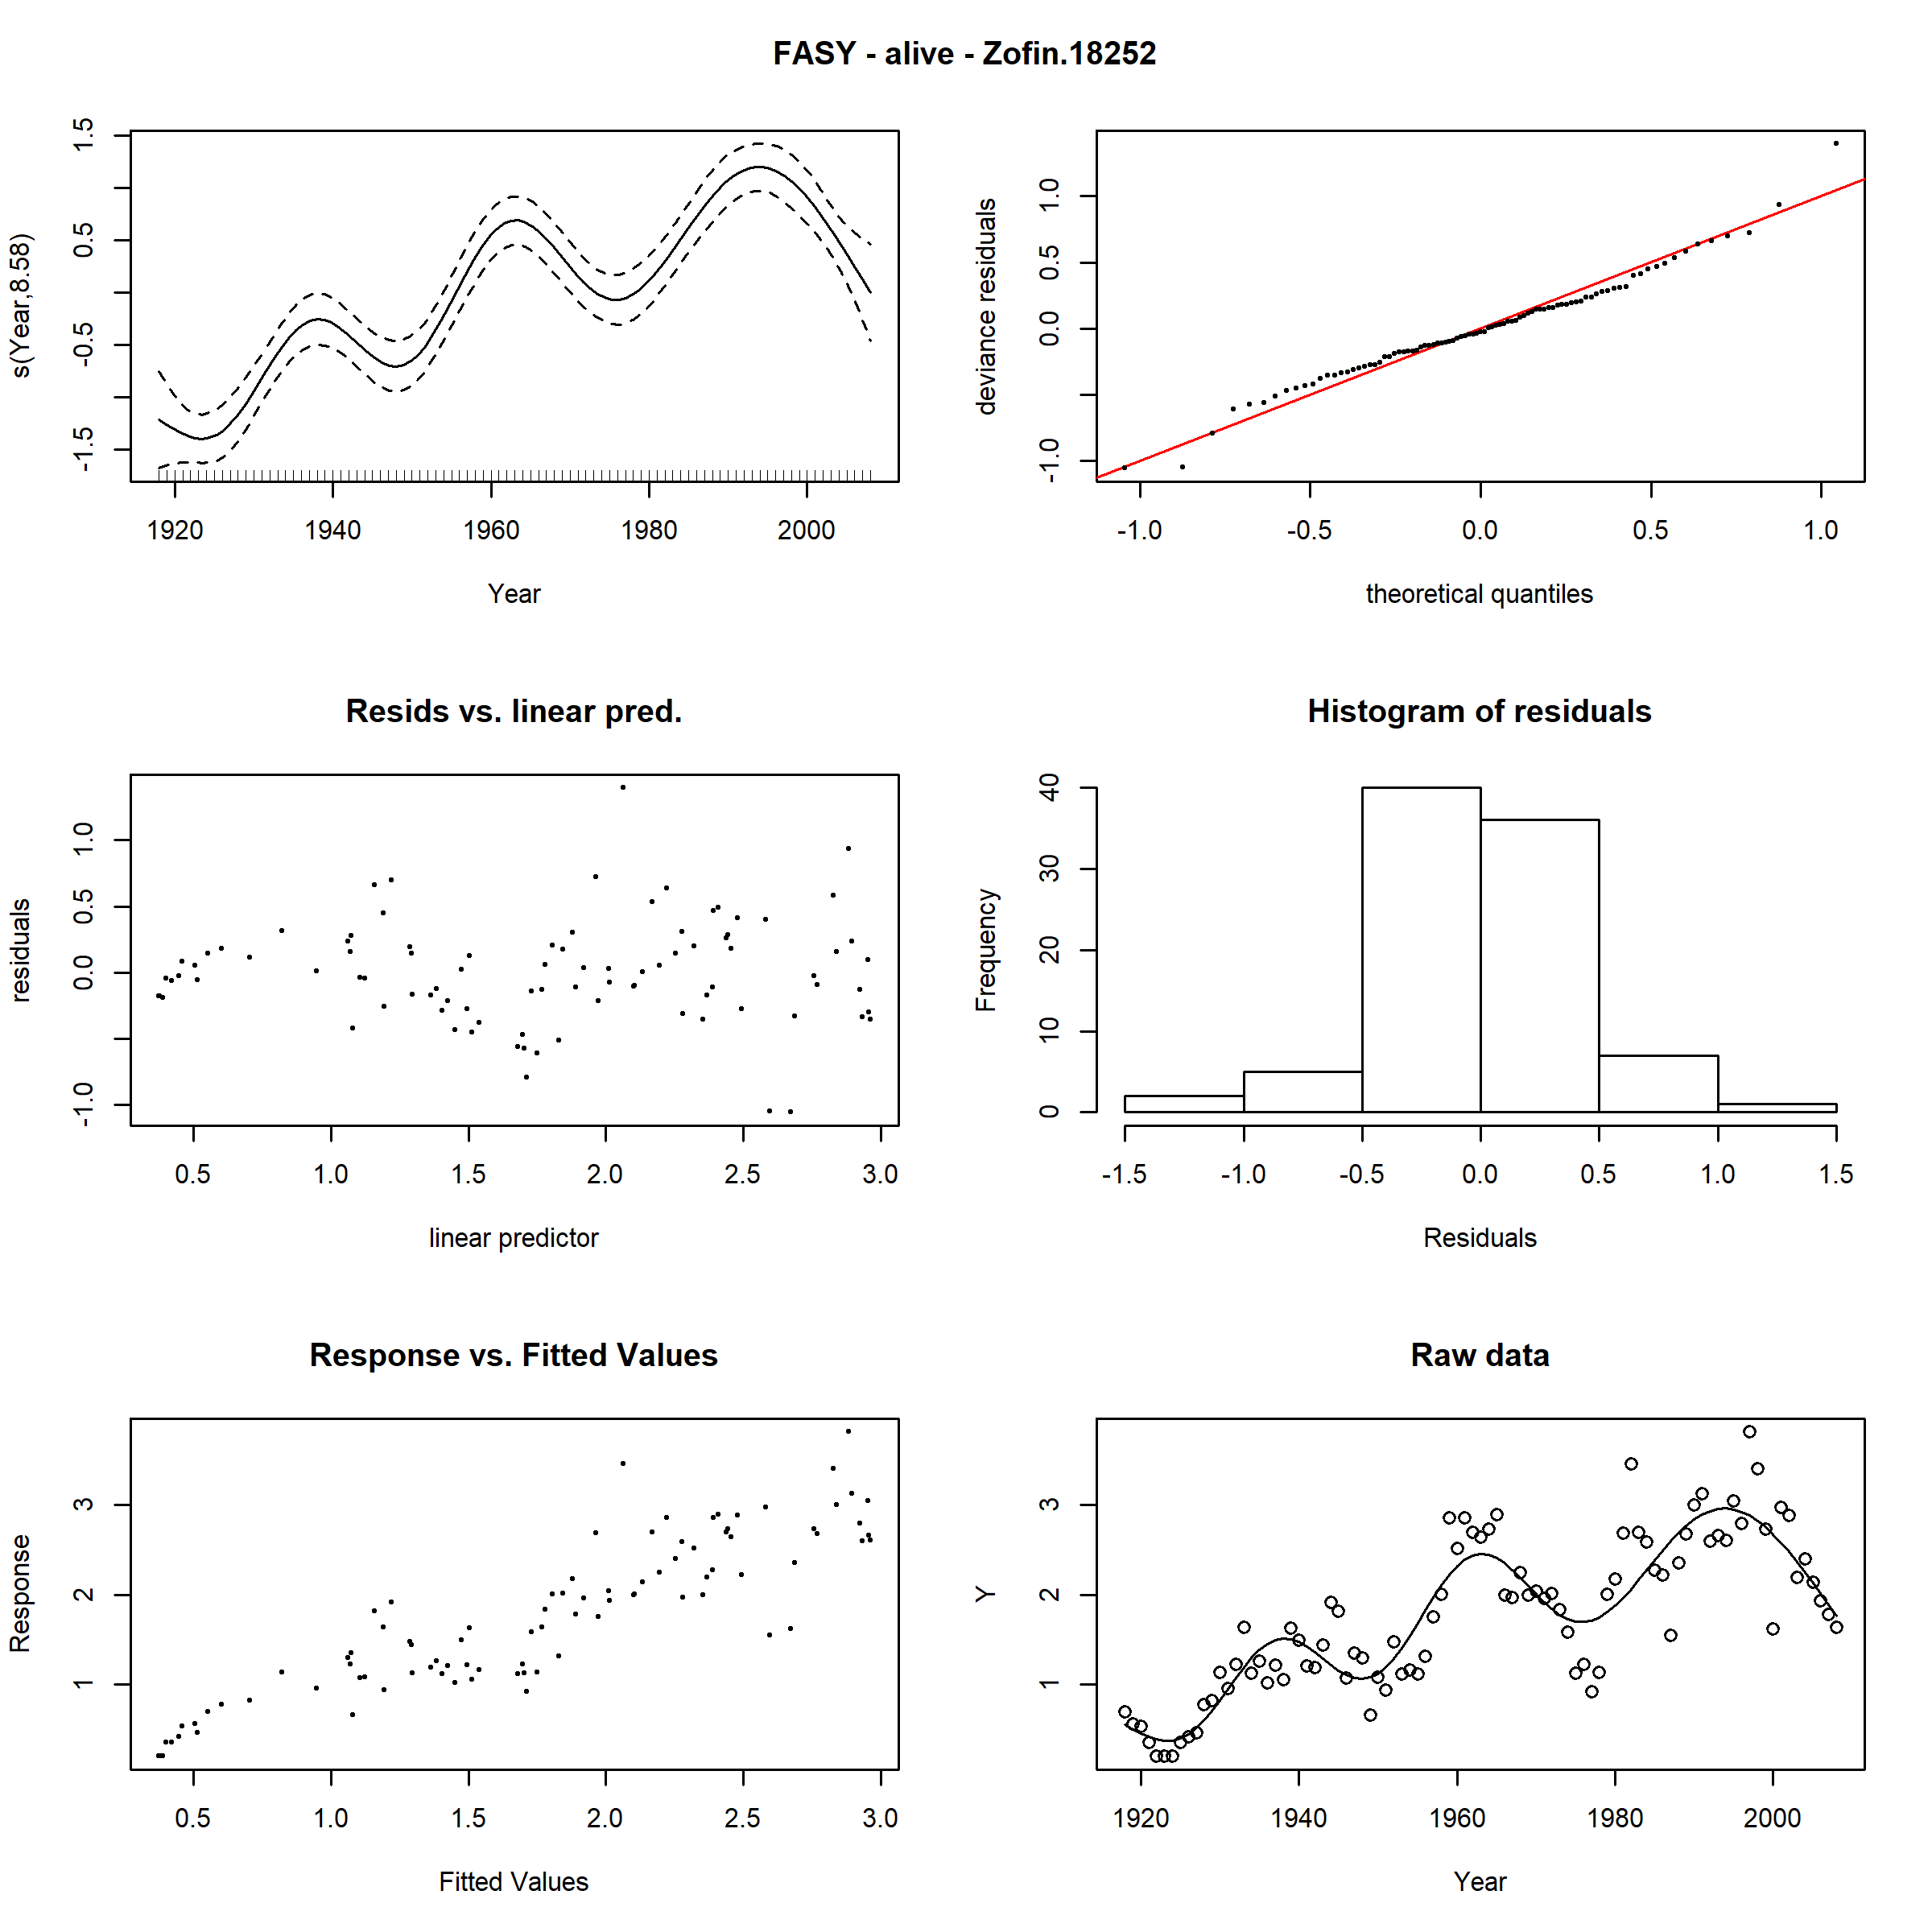 FASY - alive - Zofin.18252
s(Year,8.58)
1.5
0.5
-0.5
-1.5
1920 1940 1960 1980 2000
Year
deviance residuals
1.0
0.5
0.0
-1.0
-1.0 -0.5 0.0 0.5 1.0
theoretical quantiles
Resids vs. linear pred.
residuals
1.0
0.5
0.0
-1.0
0.5 1.0 1.5 2.0 2.5 3.0
linear predictor
Histogram of residuals
Frequency
40
30
20
10
0
-1.5 -1.0 -0.5 0.0 0.5 1.0 1.5
Residuals
Response vs. Fitted Values
Response
3
2
1
0.5 1.0 1.5 2.0 2.5 3.0
Fitted Values
Raw data
Y
3
2
1
1920 1940 1960 1980 2000
Year